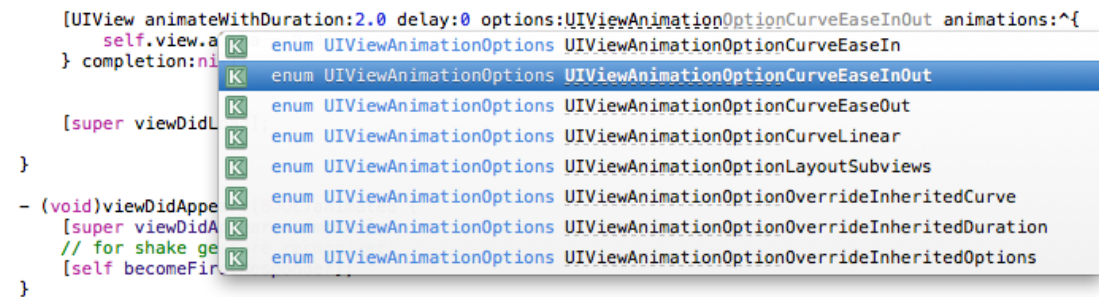 [UIView animateWithDuration:2.0 delay:0 options:UIViewAnimationOptionCurveEaseInOut animations:^{
self.view.a
} completion:ni
K enum UIViewAnimationOptions UIViewAnimationOptionCurveEaseIn
K enum UIViewAnimationOptions UIViewAnimationOptionCurveEaseInOut
K enum UIViewAnimationOptions UIViewAnimationOptionCurveEaseOut
K enum UIViewAnimationOptions UIViewAnimationOptionCurveLinear
K enum UIViewAnimationOptions UIViewAnimationOptionLayoutSubviews
K enum UIViewAnimationOptions UIViewAnimationOptionOverrideInheritedCurve
K enum UIViewAnimationOptions UIViewAnimationOptionOverrideInheritedDuration
K enum UIViewAnimationOptions UIViewAnimationOptionOverrideInheritedOptions
[super viewDidL
}
- (void)viewDidAppe
[super viewDidA
// for shake ge
[self becomeFir
}